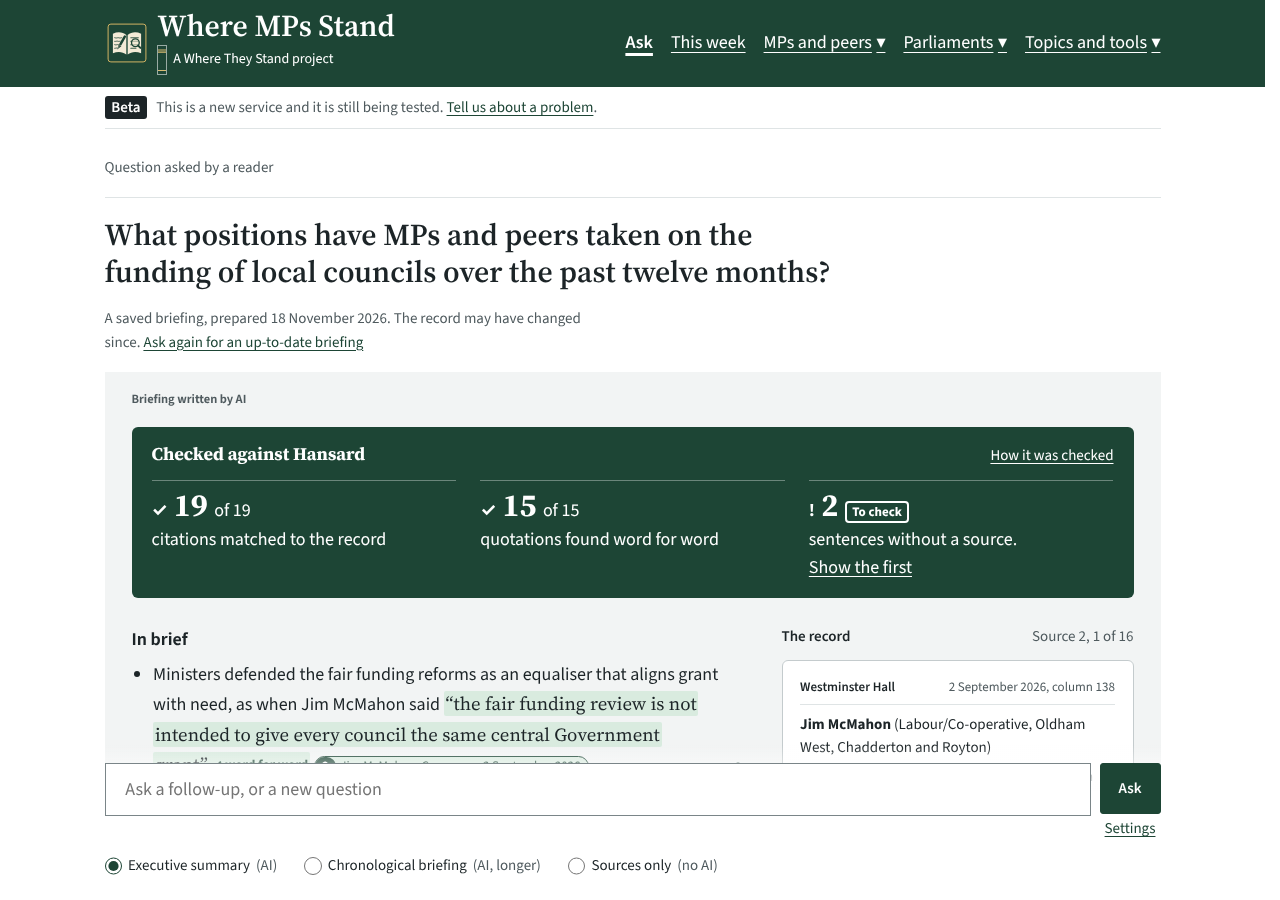 Where MPs Stand
A Where They Stand project
Ask This week MPs and peers ▾ Parliaments ▾ Topics and tools ▾
Beta This is a new service and it is still being tested. Tell us about a problem.
Question asked by a reader
What positions have MPs and peers taken on the
funding of local councils over the past twelve months?
A saved briefing, prepared 18 November 2026. The record may have changed
since. Ask again for an up-to-date briefing
Briefing written by AI
Checked against Hansard
How it was checked
✓ 19 of 19
citations matched to the record
✓ 15 of 15
quotations found word for word
! 2 To check
sentences without a source.
Show the first
In brief
Ministers defended the fair funding reforms as an equaliser that aligns grant
with need, as when Jim McMahon said “the fair funding review is not
intended to give every council the same central Government
The record
Source 2, 1 of 16
Westminster Hall
2 September 2026, column 138
Jim McMahon (Labour/Co-operative, Oldham
West, Chadderton and Royton)
Ask a follow-up, or a new question
Ask
Settings
Executive summary (AI)
Chronological briefing (AI, longer)
Sources only (no AI)